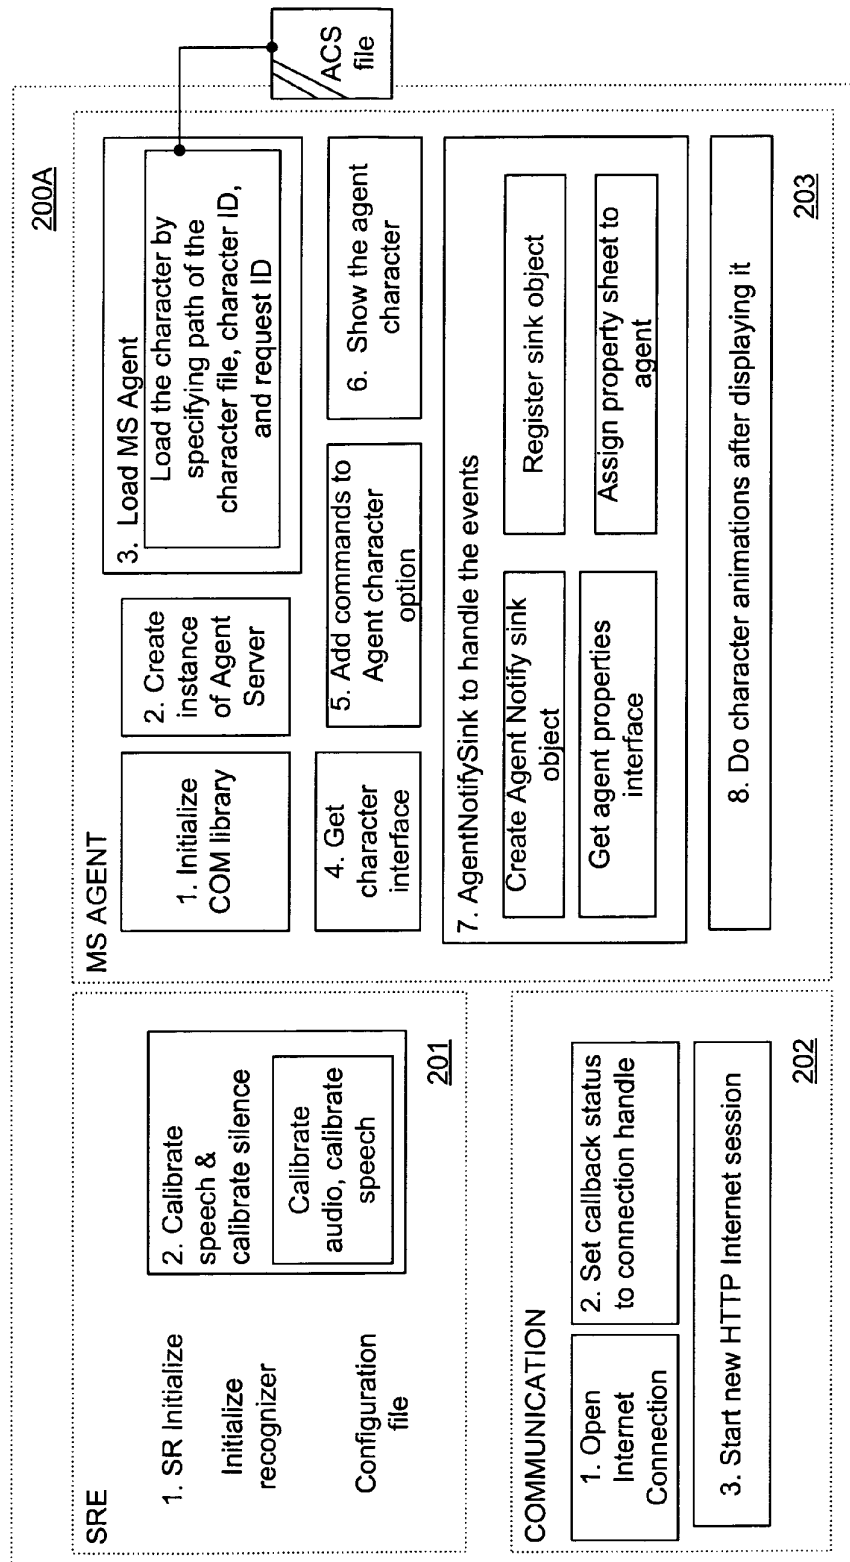 200A
SRE
1. SR Initialize
Initialize
recognizer
Configuration
file
2. Calibrate
speech &
calibrate silence
Calibrate
audio, calibrate
speech
201
COMMUNICATION
1. Open
Internet
Connection
2. Set callback status
to connection handle
3. Start new HTTP Internet session
202
MS AGENT
1. Initialize
COM library
2. Create
instance
of Agent
Server
3. Load MS Agent
Load the character by
specifying path of the
character file, character ID,
and request ID
ACS
file
4. Get
character
interface
5. Add commands to
Agent character
option
6. Show the agent
character
7. AgentNotifySink to handle the events
Create Agent Notify sink
object
Register sink object
Get agent properties
interface
Assign property sheet to
agent
8. Do character animations after displaying it
203